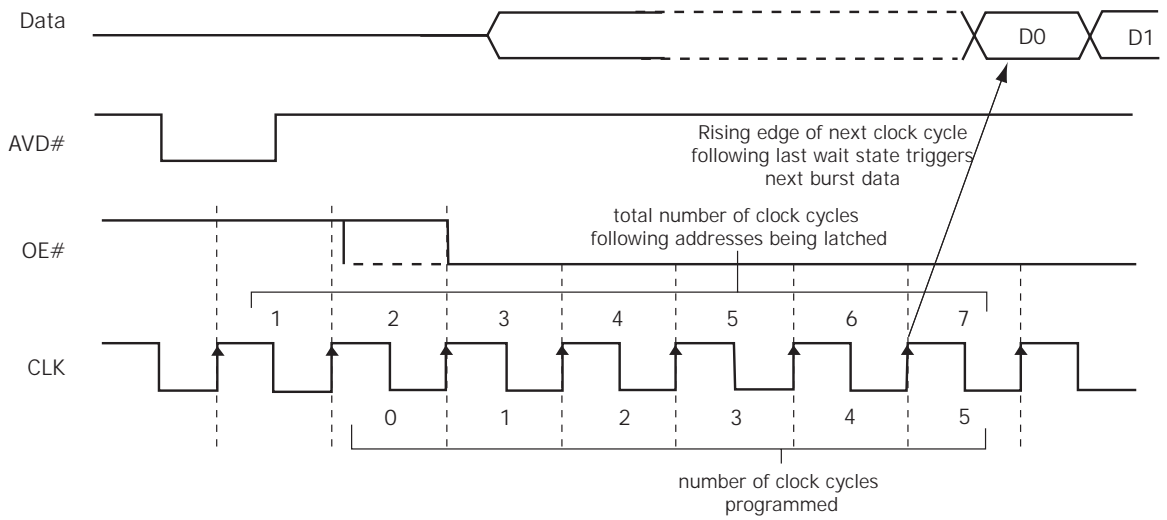 Data
D0
D1
AVD#
Rising edge of next clock cycle
following last wait state triggers
next burst data
total number of clock cycles
following addresses being latched
OE#
1 2 3 4 5 6 7
CLK
0 1 2 3 4 5
number of clock cycles
programmed